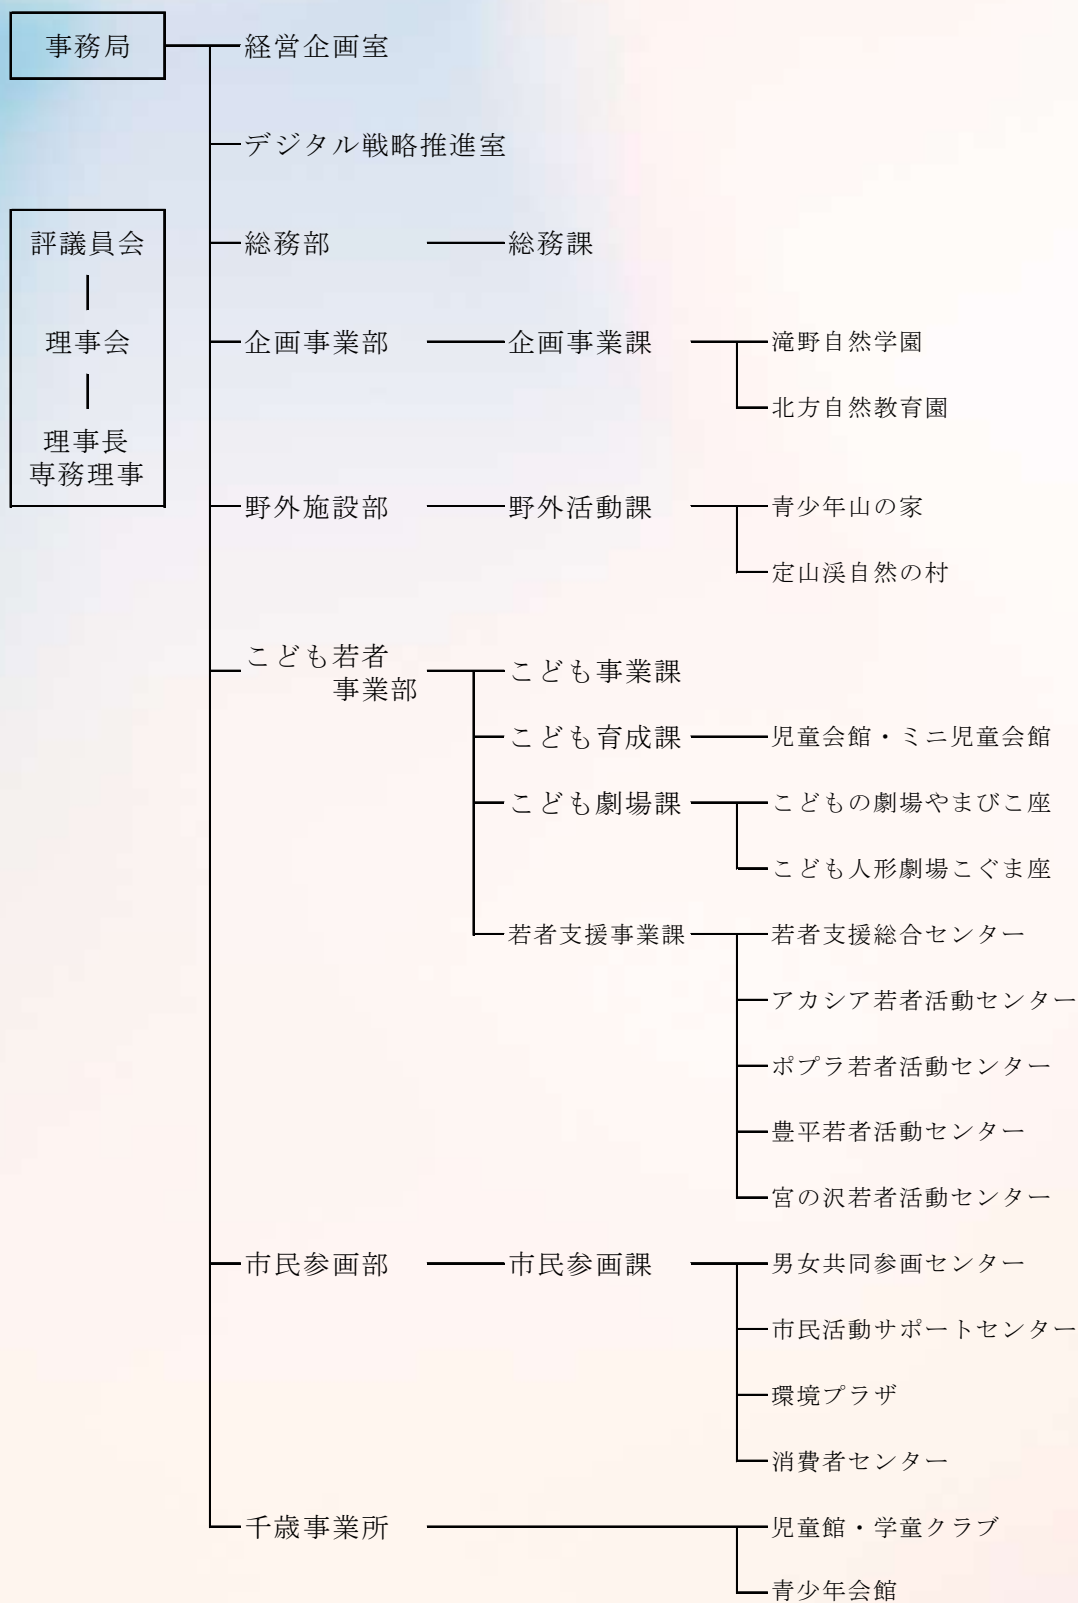 事務局
経営企画室
デジタル戦略推進室
評議員会
理事会
理事長
専務理事
総務部
総務課
企画事業部
企画事業課
滝野自然学園
北方自然教育園
野外施設部
野外活動課
青少年山の家
定山渓自然の村
こども若者
事業部
こども事業課
こども育成課
児童会館・ミニ児童会館
こども劇場課
こどもの劇場やまびこ座
こども人形劇場こぐま座
若者支援事業課
若者支援総合センター
アカシア若者活動センター
ポプラ若者活動センター
豊平若者活動センター
宮の沢若者活動センター
市民参画部
市民参画課
男女共同参画センター
市民活動サポートセンター
環境プラザ
消費者センター
千歳事業所
児童館・学童クラブ
青少年会館